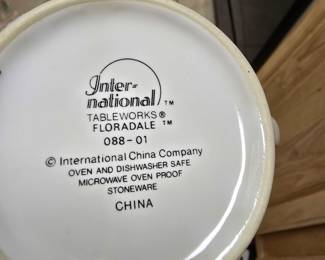 Inter-
national ™
TABLEWORKS®
FLORADALE ™
088-01
© International China Company
OVEN AND DISHWASHER SAFE
MICROWAVE OVEN PROOF
STONEWARE
CHINA